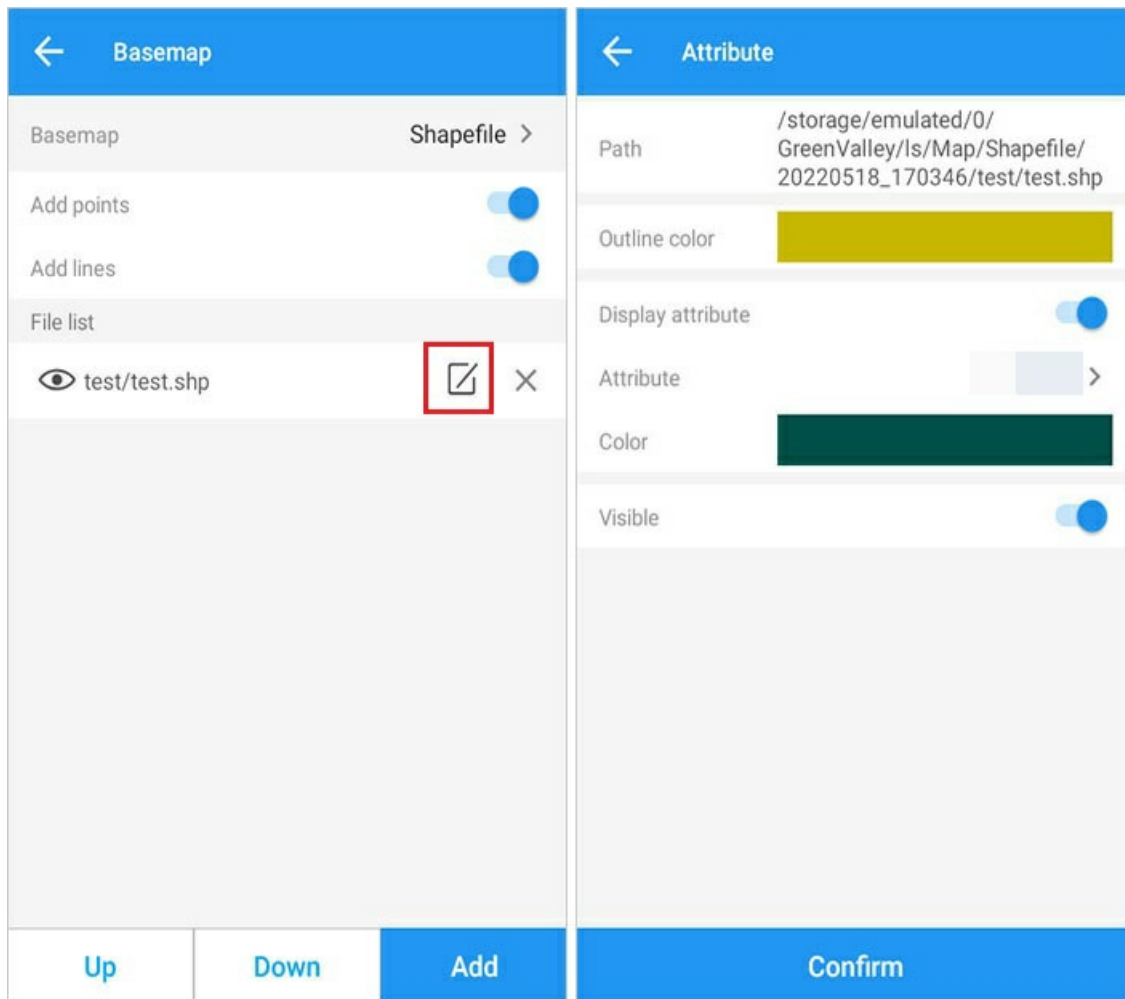 Basemap
Basemap Shapefile >
Add points
Add lines
File list
test/test.shp
Up Down Add
Attribute
Path
/storage/emulated/0/
GreenValley/ls/Map/Shapefile/
20220518_170346/test/test.shp
Outline color
Display attribute
Attribute >
Color
Visible
Confirm